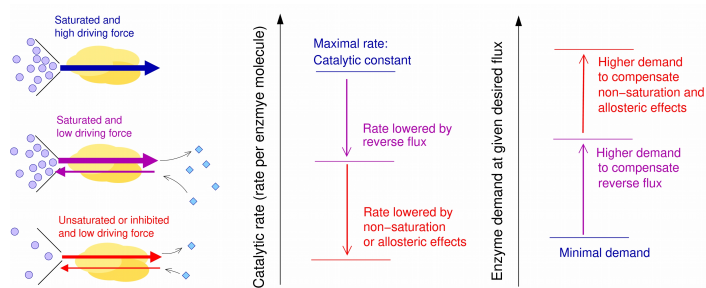 Saturated and
high driving force
Saturated
and low driving force
Unsaturated or inhibited
and low driving force
Catalytic rate (rate per enzmye molecule)
Maximal rate:
Catalytic constant
Rate lowered by
reverse flux
Rate lowered by
non−saturation
or allosteric effects
Enzyme demand at given desired flux
Higher demand
to compensate
non−saturation and
allosteric effects
Higher demand
to compensate
reverse flux
Minimal demand